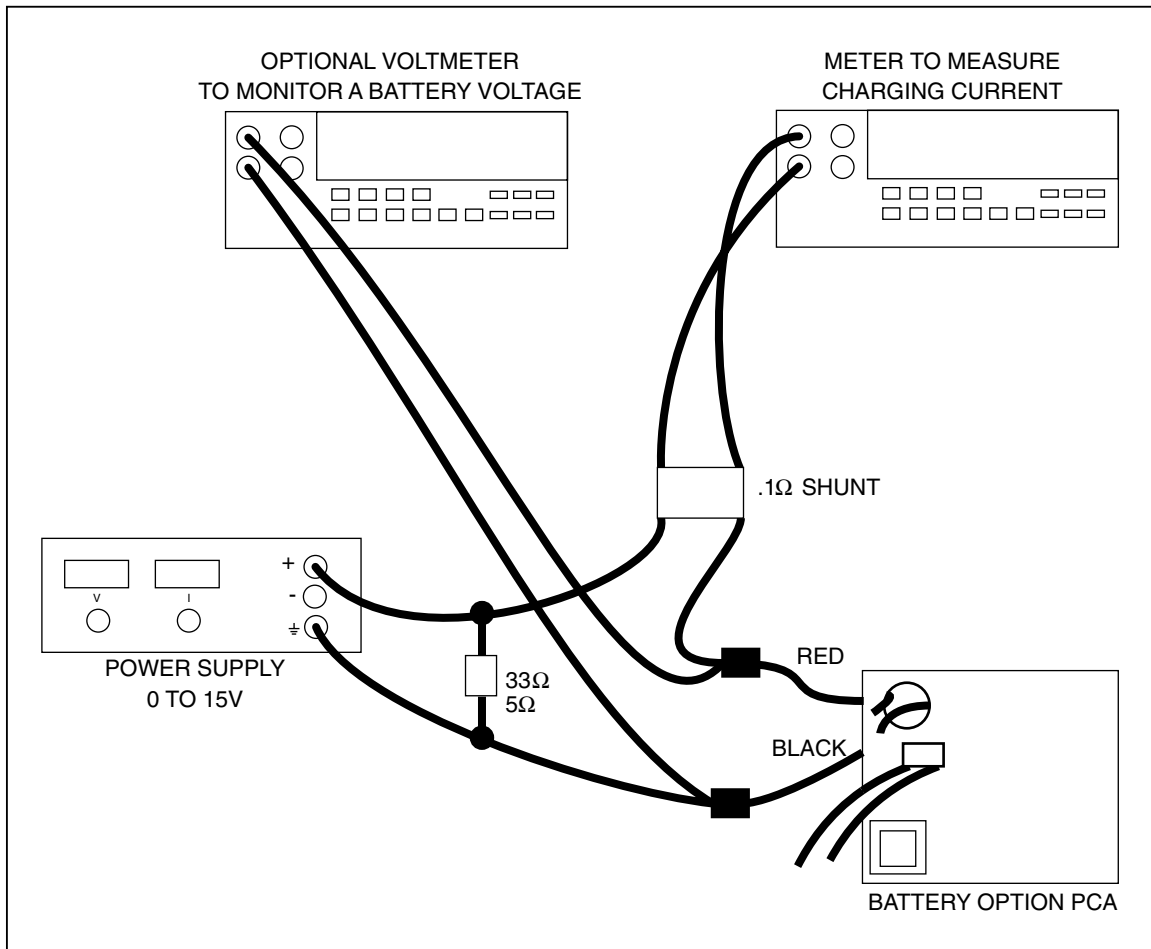 OPTIONAL VOLTMETER
TO MONITOR A BATTERY VOLTAGE
METER TO MEASURE
CHARGING CURRENT
.1Ω SHUNT
+
-
V
I
POWER SUPPLY
0 TO 15V
33Ω
5Ω
RED
BLACK
BATTERY OPTION PCA